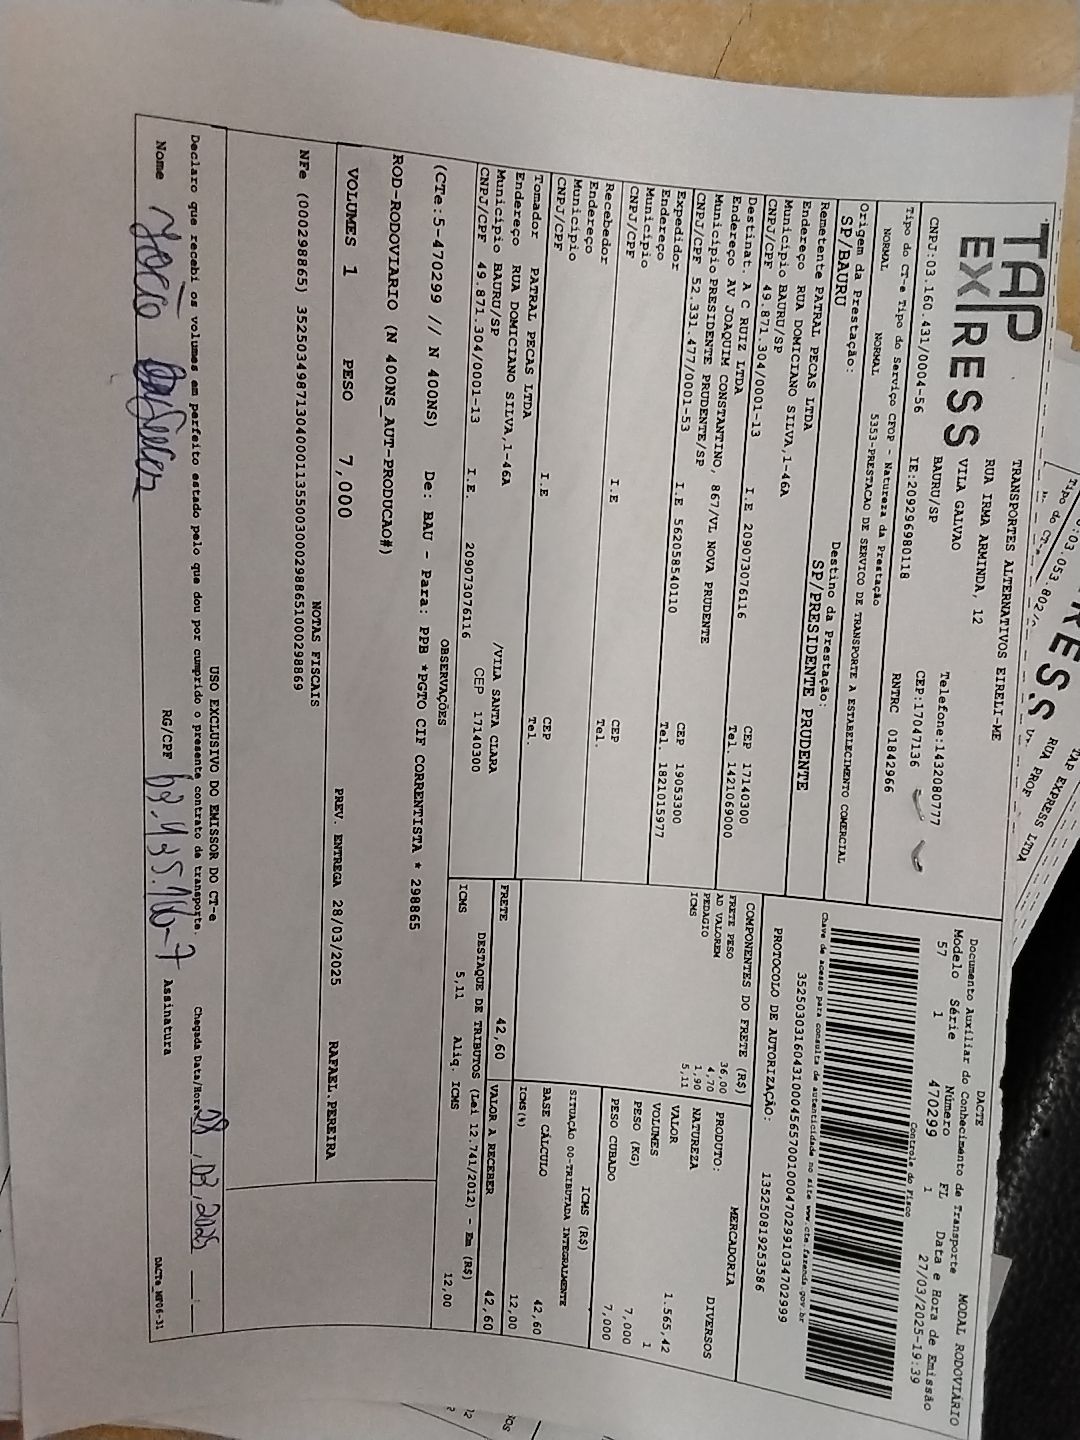 TAP
EXPRESS
TRANSPORTES ALTERNATIVOS EIRELI-ME
RUA IRMA ARMINDA, 12
VILA GALVAO
BAURU/SP
Telefone:1432080777
CEP:17047136
CNPJ:03.160.431/0004-56 IE:209296980118
RNTRC 01842966
Tipo do CT-e Tipo do Serviço CFOP - Natureza da Prestação
NORMAL NORMAL 5353-PRESTACAO DE SERVICO DE TRANSPORTE A ESTABELECIMENTO COMERCIAL
Origem da Prestação: Destino da Prestação:
SP/BAURU SP/PRESIDENTE PRUDENTE
DACTE MODAL RODOVIÁRIO
Documento Auxiliar do Conhecimento de Transporte
Modelo Série Número FL Data e Hora de Emissão
57 1 470299 1 27/03/2025-19:39
Controle do Fisco
Chave de acesso para consulta de autenticidade no site www.cte.fazenda.gov.br
PROTOCOLO DE AUTORIZAÇÃO: 135250819253586
Remetente PATRAL PECAS LTDA
Endereço RUA DOMICIANO SILVA,1-46A
Município BAURU/SP CEP 17140300
CNPJ/CPF 49.871.304/0001-13 I.E 209073076116 Tel. 1421069000
Destinat. A C RUIZ LTDA
Endereço AV JOAQUIM CONSTANTINO, 867/VL NOVA PRUDENTE
Município PRESIDENTE PRUDENTE/SP CEP 19053300
CNPJ/CPF 52.331.477/0001-53 I.E 562058540110 Tel. 1821015977
Expedidor
Endereço
Município CEP
CNPJ/CPF I.E Tel.
Recebedor
Endereço
Município CEP
CNPJ/CPF I.E Tel.
Tomador PATRAL PECAS LTDA
Endereço RUA DOMICIANO SILVA,1-46A /VILA SANTA CLARA
Município BAURU/SP CEP 17140300
CNPJ/CPF 49.871.304/0001-13 I.E. 209073076116
COMPONENTES DO FRETE (R$)
FRETE PESO 36,00
AD VALOREM 4,70
PEDAGIO 1,90
ICMS 5,11
MERCADORIA
PRODUTO: DIVERSOS
NATUREZA
VALOR 1.565,42
VOLUMES 1
PESO (KG) 7,000
PESO CUBADO 7,000
ICMS (R$)
SITUAÇÃO 00-TRIBUTADA INTEGRALMENTE
BASE CÁLCULO 42,60
ICMS(%) 12,00
FRETE 42,60 VALOR A RECEBER 42,60
DESTAQUE DE TRIBUTOS (Lei 12.741/2012) - Em (R$)
ICMS 5,11 Aliq. ICMS 12,00
OBSERVAÇÕES
(CTe:5-470299 // N 400NS) De: BAU - Para: PPB *PGTO CIF CORRENTISTA * 298865
ROD-RODOVIARIO (N 400NS_AUT-PRODUCAO#)
VOLUMES 1 PESO 7,000 PREV. ENTREGA 28/03/2025 RAFAEL.PEREIRA
NOTAS FISCAIS
USO EXCLUSIVO DO EMISSOR DO CT-e
Declaro que recebi os volumes em perfeito estado pelo que dou por cumprido o presente contrato de transporte. Chegada Data/Hora
Nome RG/CPF Assinatura
DACTe_MF06-31